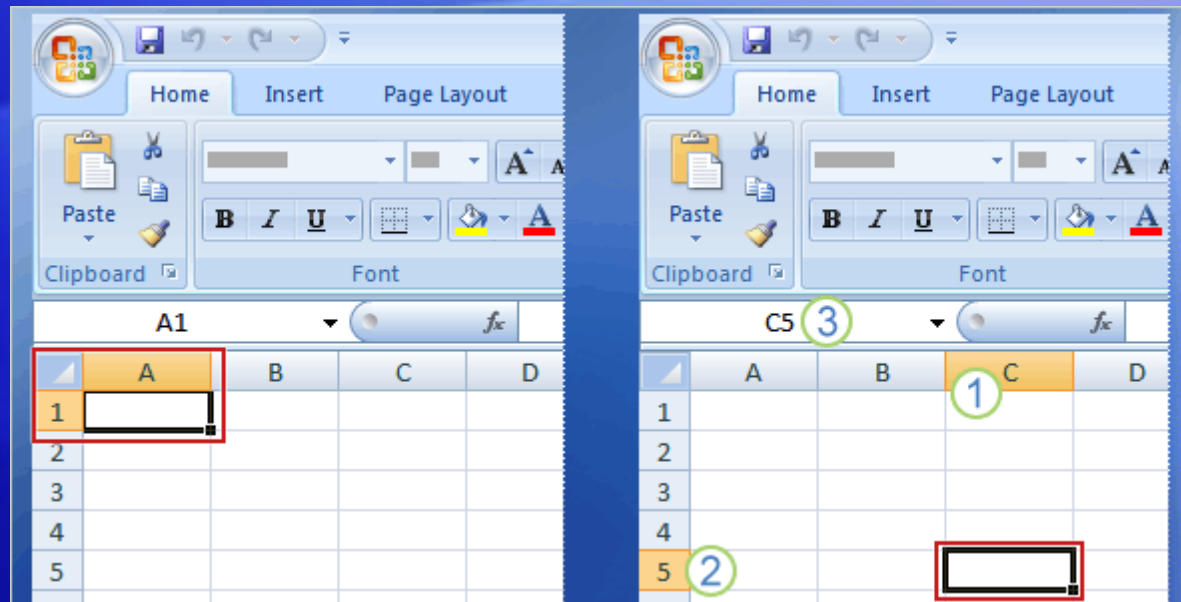 Home Insert Page Layout
A A
Paste
B I U A
Clipboard Font
A1 fx
A B C D
1
2
3
4
5
Home Insert Page Layout
A A
Paste
B I U A
Clipboard Font
C5 3 fx
A B C D
1
1
2
3
4
5 2